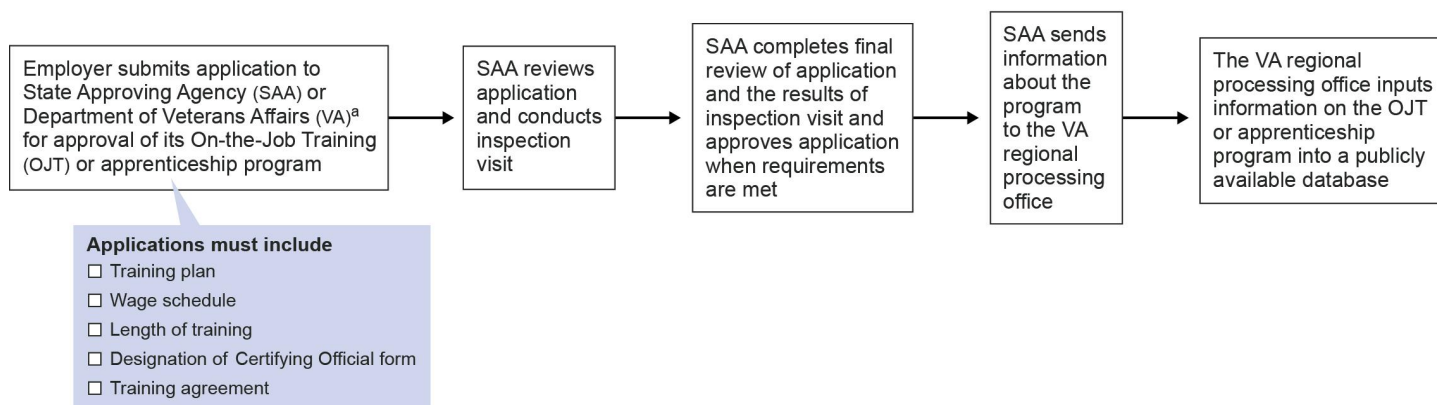 Employer submits application to
State Approving Agency (SAA) or
Department of Veterans Affairs (VA)ª
for approval of its On-the-Job Training
(OJT) or apprenticeship program
Applications must include
☐ Training plan
☐ Wage schedule
☐ Length of training
☐ Designation of Certifying Official form
☐ Training agreement
SAA reviews
application
and conducts
inspection
visit
SAA completes final
review of application
and the results of
inspection visit and
approves application
when requirements
are met
SAA sends
information
about the
program
to the VA
regional
processing
office
The VA regional
processing office inputs
information on the OJT
or apprenticeship
program into a publicly
available database